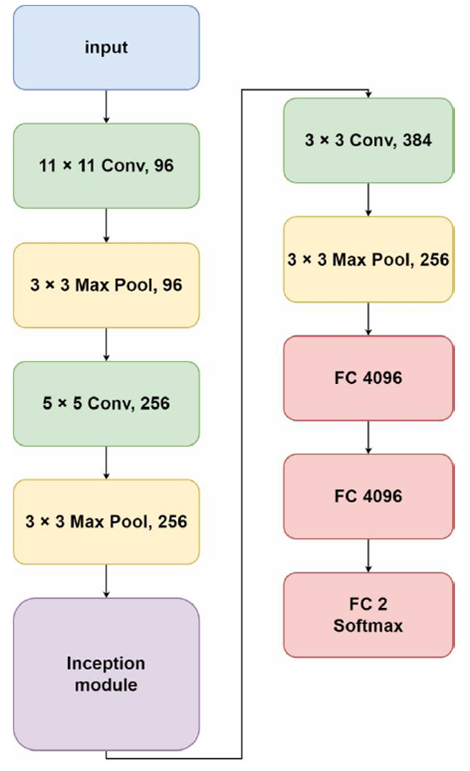 input
11 × 11 Conv, 96
3 × 3 Max Pool, 96
5 × 5 Conv, 256
3 × 3 Max Pool, 256
Inception
module
3 × 3 Conv, 384
3 × 3 Max Pool, 256
FC 4096
FC 4096
FC 2
Softmax